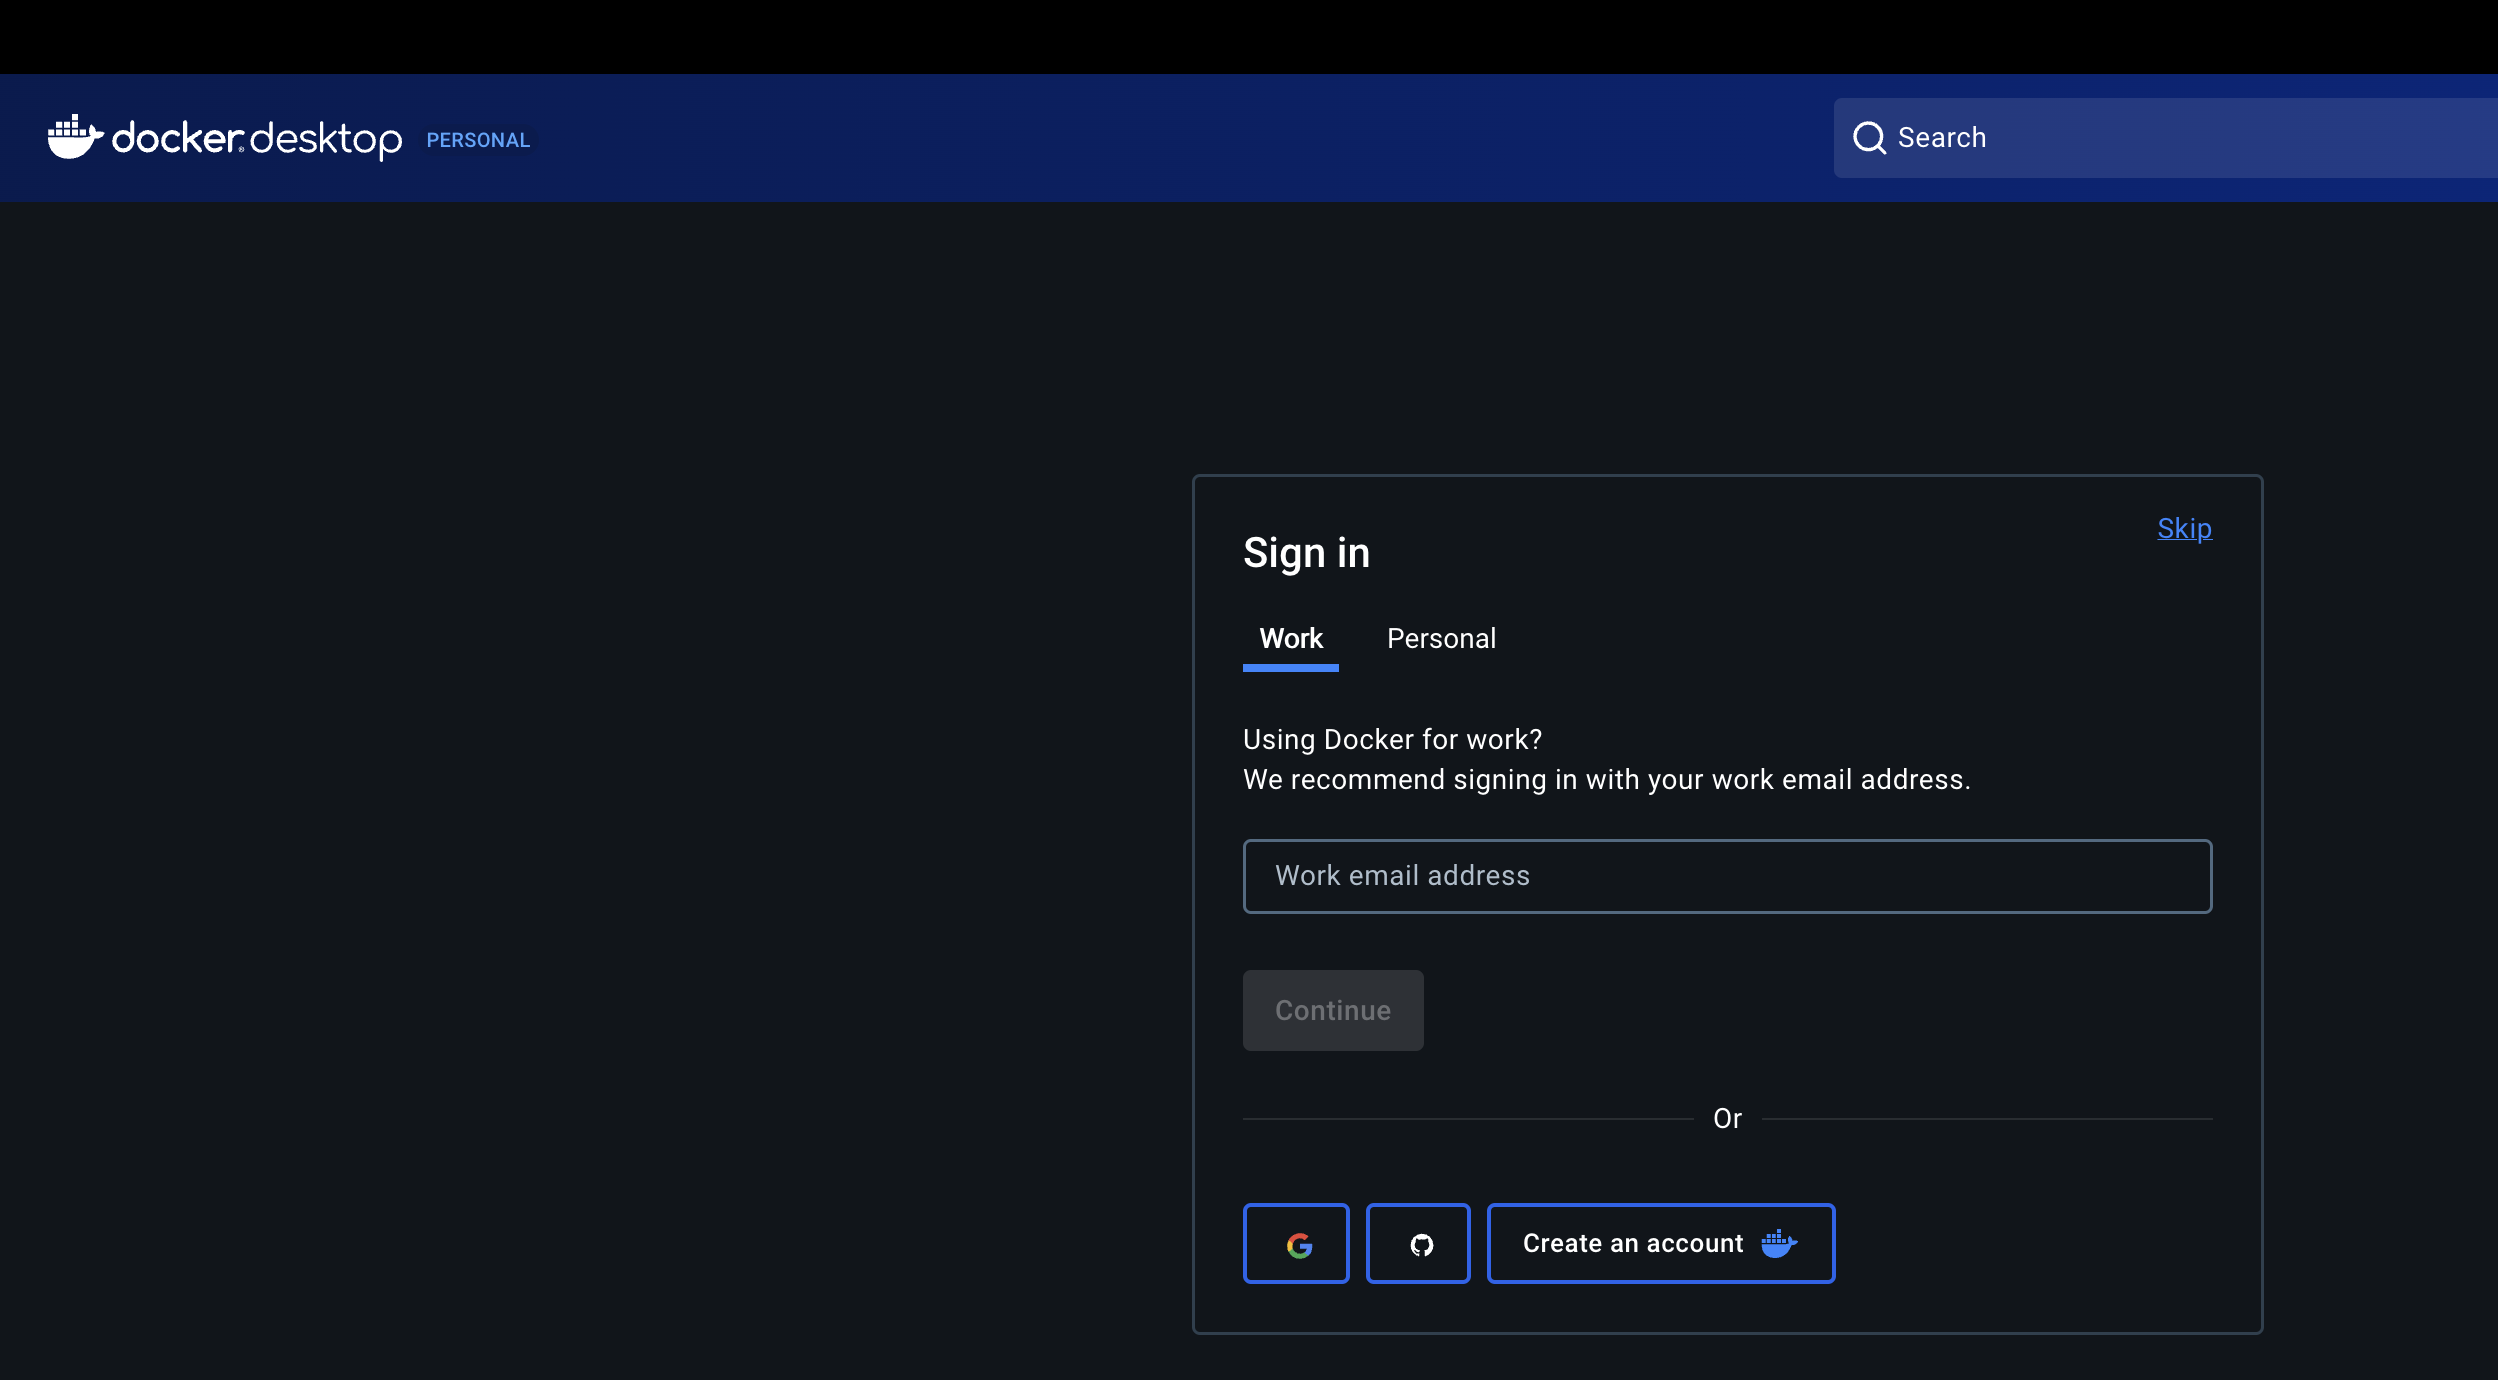 docker desktop PERSONAL
Search
Skip
Sign in
Work Personal
Using Docker for work?
We recommend signing in with your work email address.
Work email address
Continue
Or
Create an account